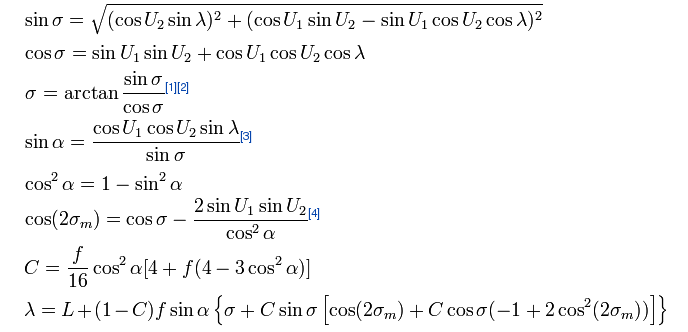 sin σ = √((cos U₂ sin λ)² + (cos U₁ sin U₂ − sin U₁ cos U₂ cos λ)²)
cos σ = sin U₁ sin U₂ + cos U₁ cos U₂ cos λ
σ = arctan (sin σ / cos σ) [1][2]
sin α = (cos U₁ cos U₂ sin λ) / (sin σ) [3]
cos² α = 1 − sin² α
cos(2σₘ) = cos σ − (2 sin U₁ sin U₂) / (cos² α) [4]
C = (f / 16) cos² α[4 + f(4 − 3 cos² α)]
λ = L + (1 − C) f sin α {σ + C sin σ [cos(2σₘ) + C cos σ(−1 + 2 cos²(2σₘ))]}